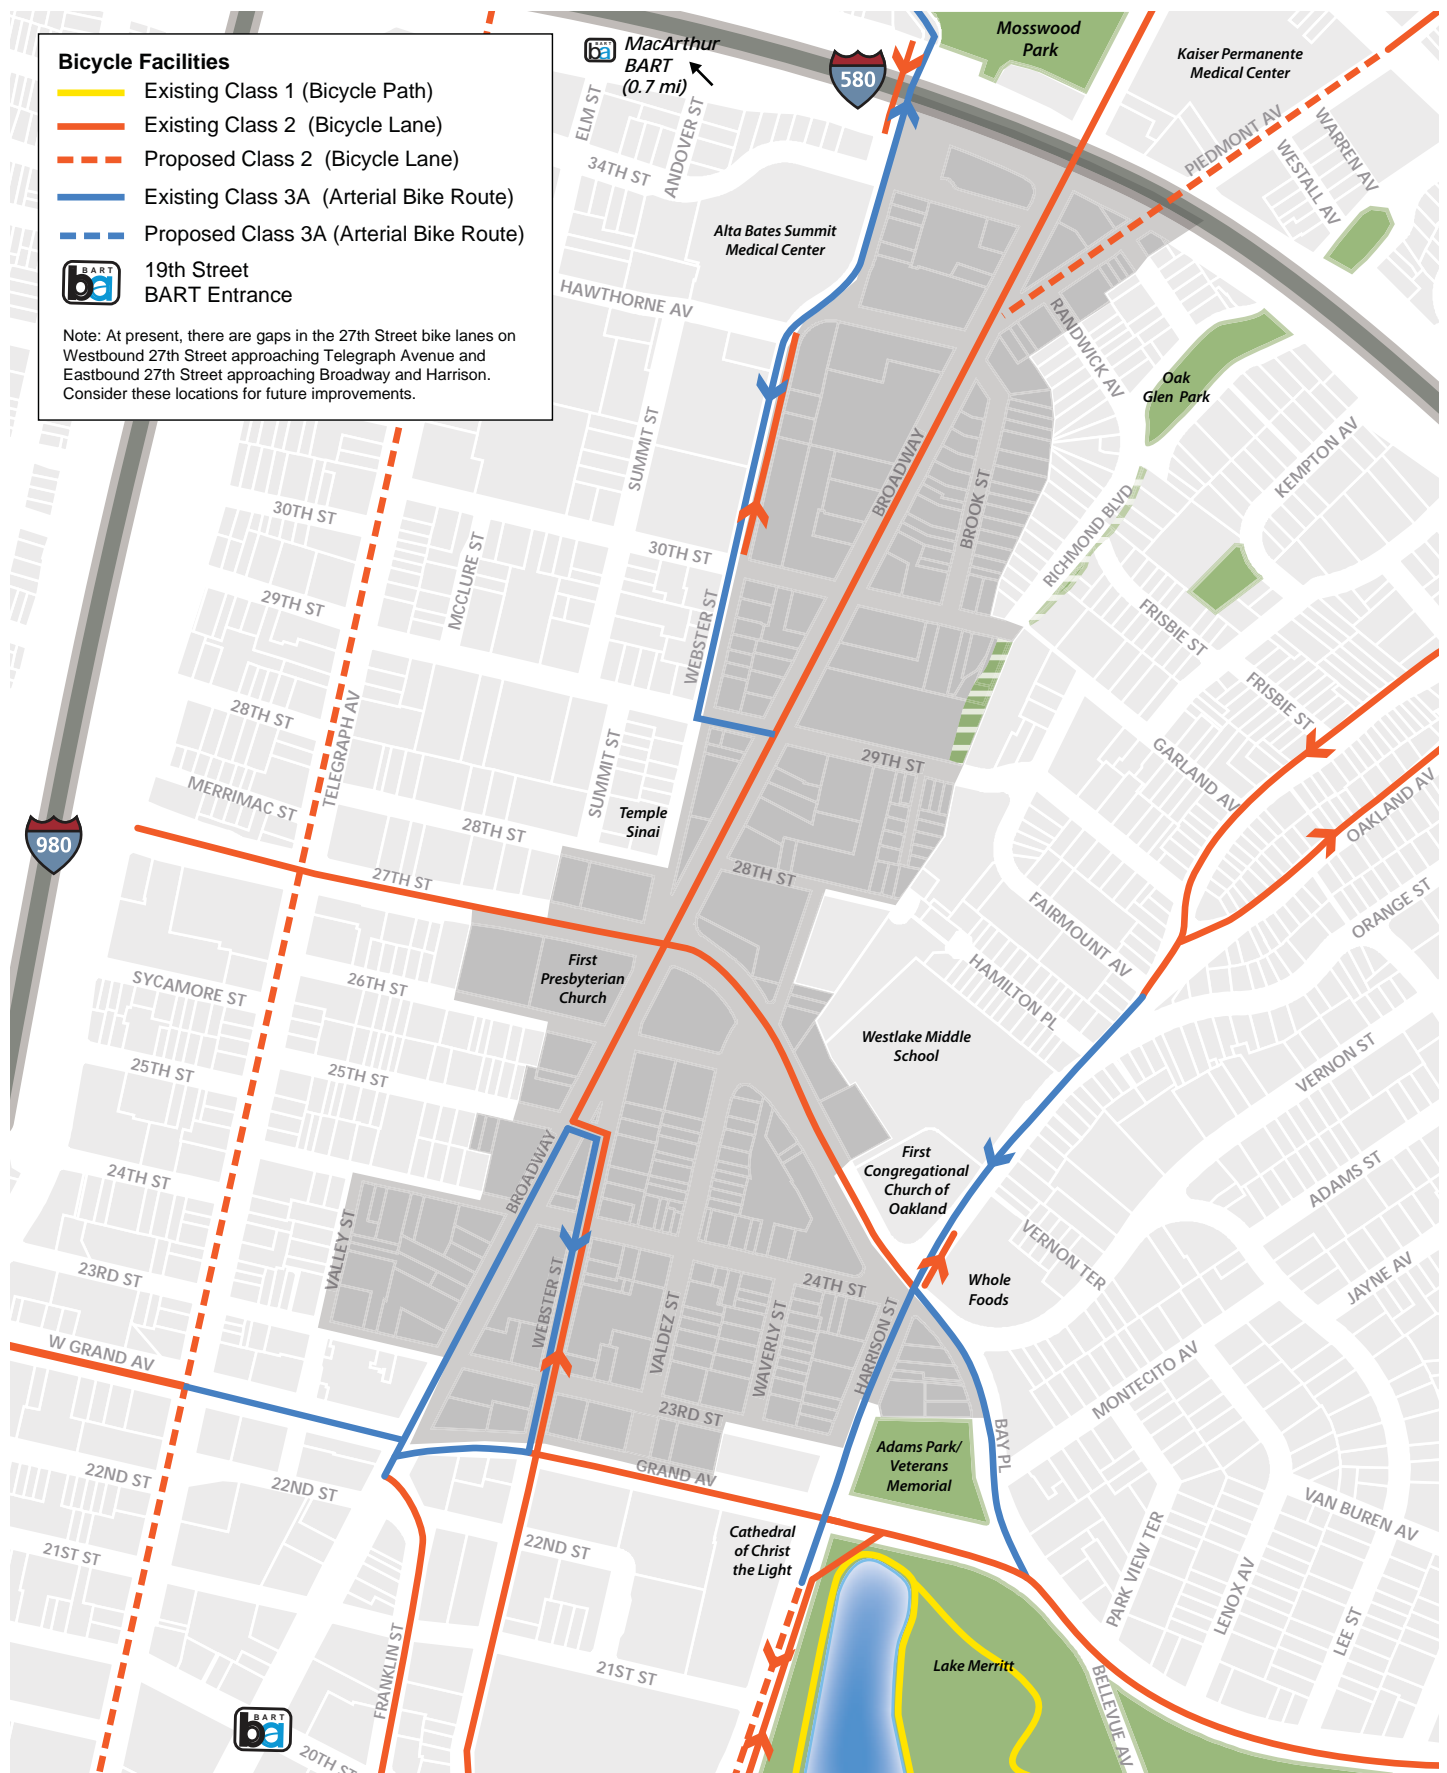 Bicycle Facilities
Existing Class 1 (Bicycle Path)
Existing Class 2 (Bicycle Lane)
Proposed Class 2 (Bicycle Lane)
Existing Class 3A (Arterial Bike Route)
Proposed Class 3A (Arterial Bike Route)
BART
ba
19th Street
BART Entrance
Note: At present, there are gaps in the 27th Street bike lanes on
Westbound 27th Street approaching Telegraph Avenue and
Eastbound 27th Street approaching Broadway and Harrison.
Consider these locations for future improvements.
BART
ba
MacArthur
BART
(0.7 mi)
580
Mosswood
Park
Kaiser Permanente
Medical Center
ELM ST
ANDOVER ST
34TH ST
PIEDMONT AV
WARREN AV
WESTALL AV
Alta Bates Summit
Medical Center
HAWTHORNE AV
RANDWICK AV
Oak
Glen Park
SUMMIT ST
BROADWAY
BROOK ST
KEMPTON AV
RICHMOND BLVD
30TH ST
30TH ST
MCCLURE ST
29TH ST
WEBSTER ST
FRISBIE ST
FRISBIE ST
28TH ST
TELEGRAPH AV
SUMMIT ST
29TH ST
GARLAND AV
OAKLAND AV
MERRIMAC ST
28TH ST
Temple
Sinai
980
27TH ST
28TH ST
ORANGE ST
FAIRMOUNT AV
HAMILTON PL
First
Presbyterian
Church
SYCAMORE ST
26TH ST
Westlake Middle
School
VERNON ST
25TH ST
25TH ST
BROADWAY
First
Congregational
Church of
Oakland
ADAMS ST
24TH ST
VALLEY ST
VERNON TER
JAYNE AV
23RD ST
WEBSTER ST
24TH ST
Whole
Foods
VALDEZ ST
WAVERLY ST
HARRISON ST
W GRAND AV
MONTECITO AV
23RD ST
BAY PL
Adams Park/
Veterans
Memorial
22ND ST
22ND ST
GRAND AV
VAN BUREN AV
Cathedral
of Christ
the Light
21ST ST
22ND ST
PARK VIEW TER
LENOX AV
LEE ST
FRANKLIN ST
21ST ST
Lake Merritt
BELLEVUE AV
BART
ba
20TH ST